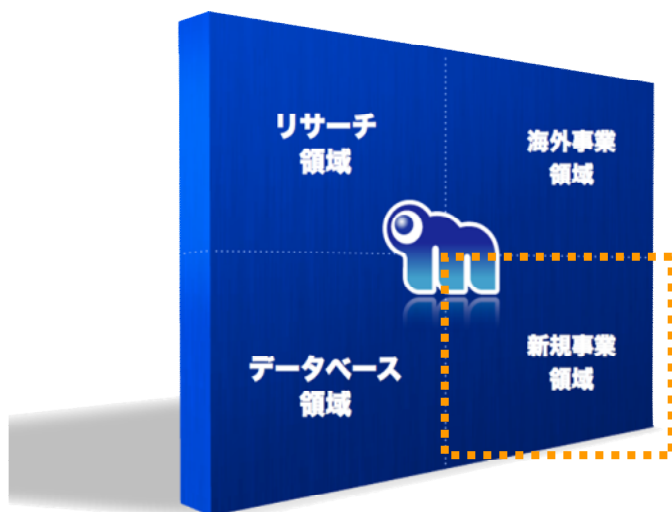 リサーチ
領域
海外事業
領域
データベース
領域
新規事業
領域